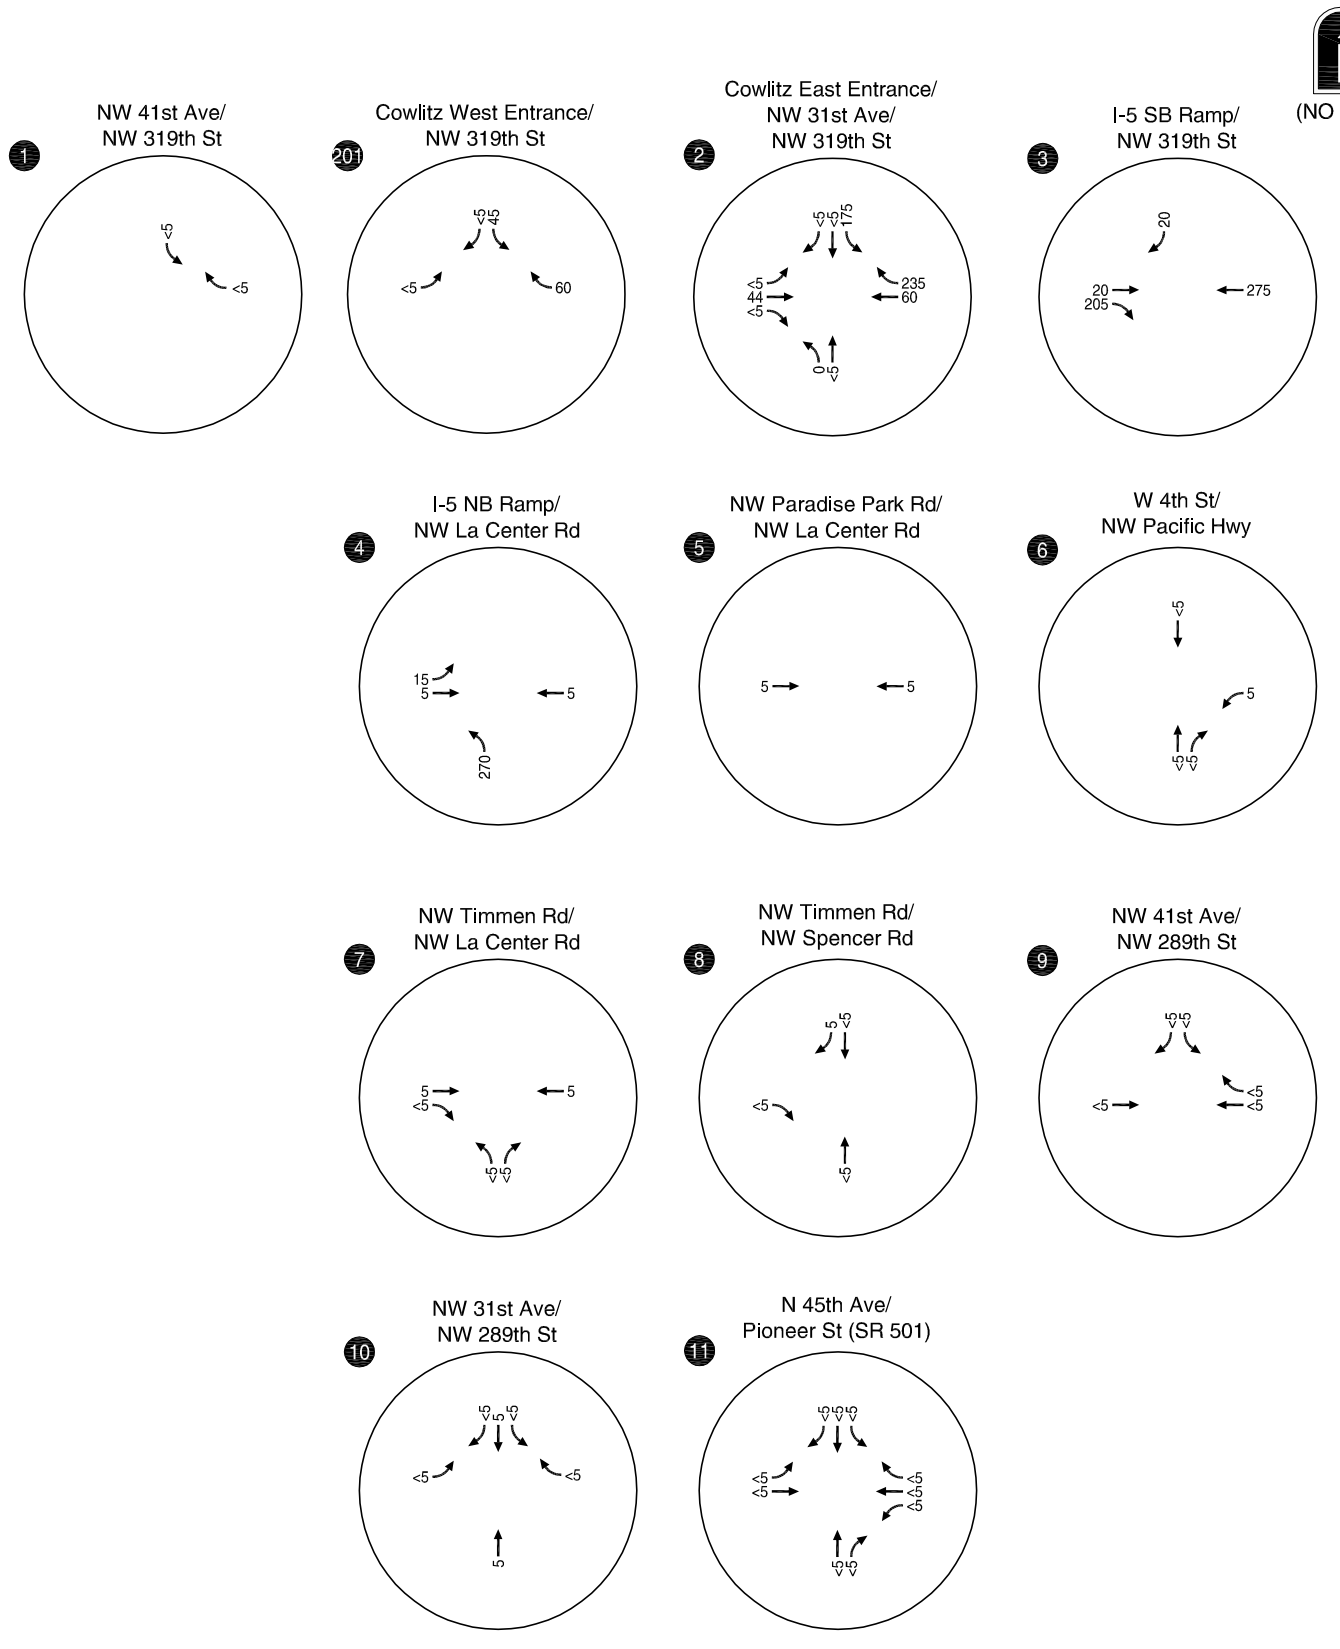 (NO
NW 41st Ave/
NW 319th St
1
<5
<5
Cowlitz West Entrance/
NW 319th St
201
<5
45
<5
60
Cowlitz East Entrance/
NW 31st Ave/
NW 319th St
2
<5
<5
175
<5
44
<5
235
60
0
<5
I-5 SB Ramp/
NW 319th St
3
20
20
205
275
I-5 NB Ramp/
NW La Center Rd
4
15
5
5
270
NW Paradise Park Rd/
NW La Center Rd
5
5
5
W 4th St/
NW Pacific Hwy
6
<5
5
<5
<5
NW Timmen Rd/
NW La Center Rd
7
5
<5
5
<5
<5
NW Timmen Rd/
NW Spencer Rd
8
5
<5
<5
<5
NW 41st Ave/
NW 289th St
9
<5
<5
<5
<5
<5
NW 31st Ave/
NW 289th St
10
<5
5
<5
<5
<5
5
N 45th Ave/
Pioneer St (SR 501)
11
<5
<5
<5
<5
<5
<5
<5
<5
<5
<5